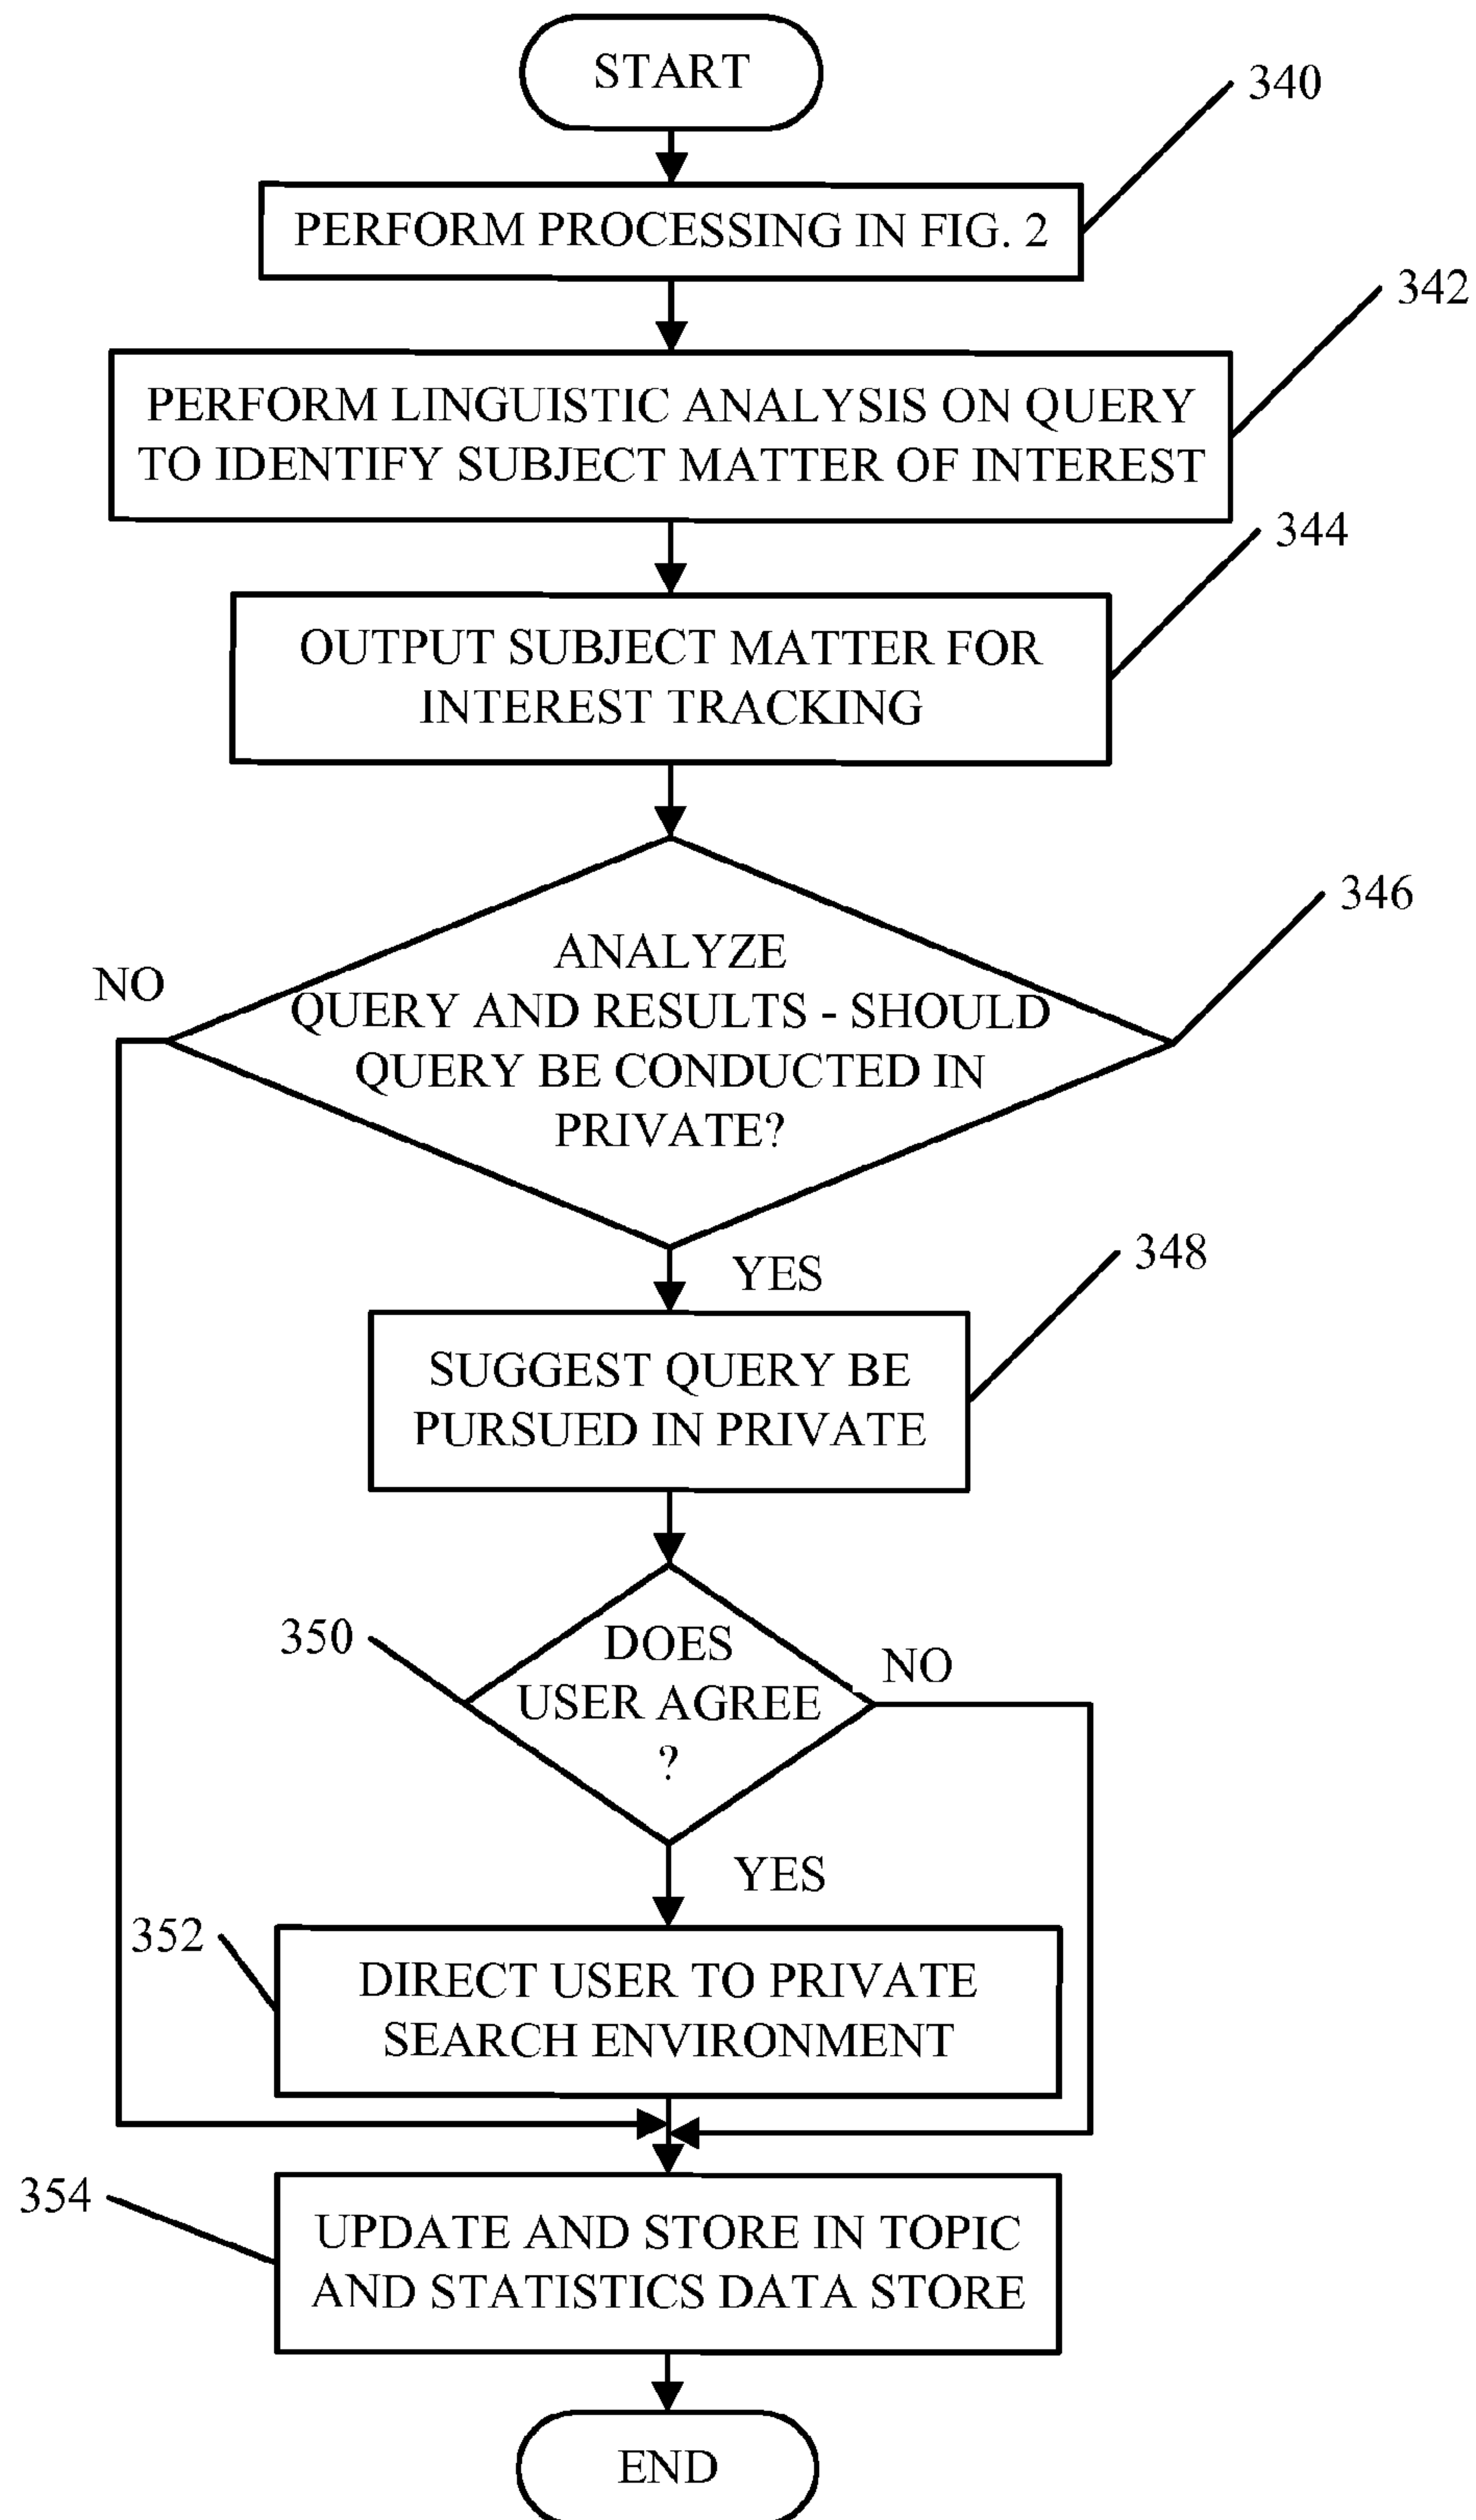 START
340
PERFORM PROCESSING IN FIG. 2
342
PERFORM LINGUISTIC ANALYSIS ON QUERY
TO IDENTIFY SUBJECT MATTER OF INTEREST
344
OUTPUT SUBJECT MATTER FOR
INTEREST TRACKING
346
NO
ANALYZE
QUERY AND RESULTS - SHOULD
QUERY BE CONDUCTED IN
PRIVATE?
YES
348
SUGGEST QUERY BE
PURSUED IN PRIVATE
350
DOES
USER AGREE
?
NO
YES
352
DIRECT USER TO PRIVATE
SEARCH ENVIRONMENT
354
UPDATE AND STORE IN TOPIC
AND STATISTICS DATA STORE
END